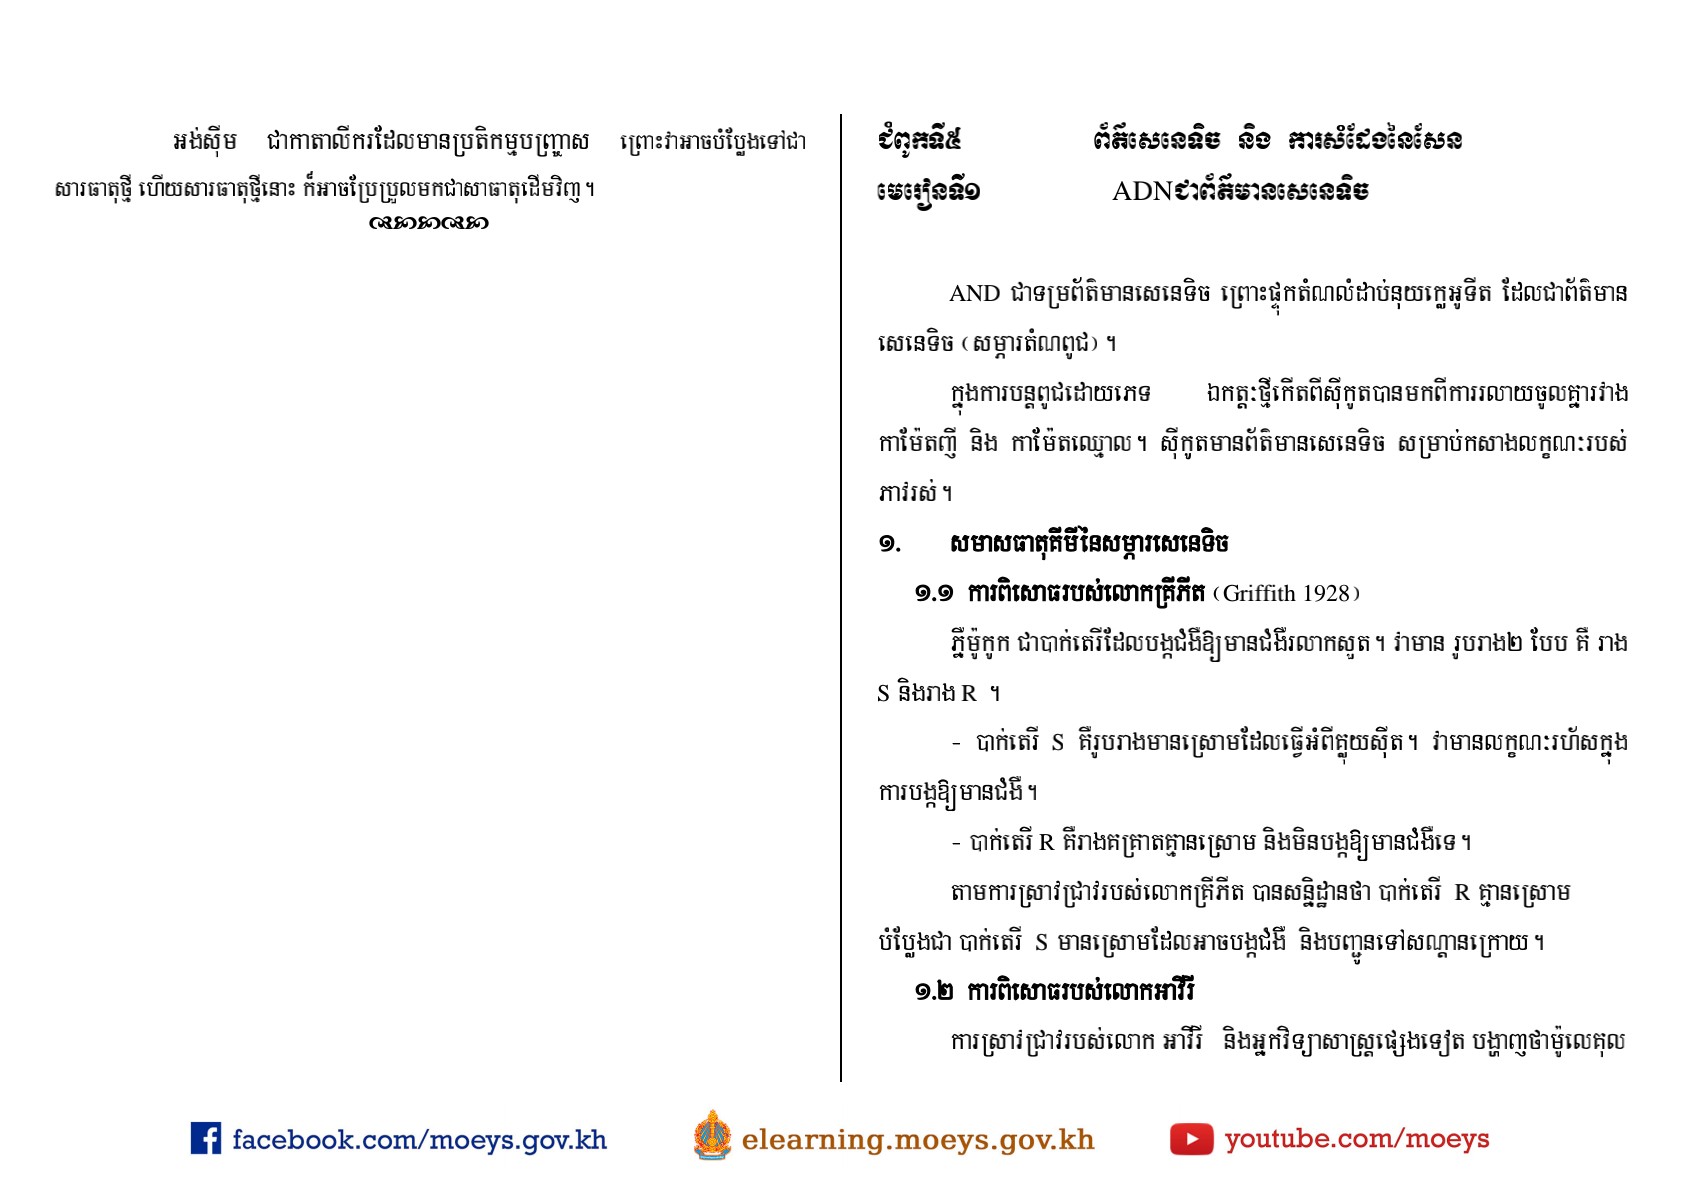 អង់ស៊ីម ជាកាតាលីករដែលមានប្រតិកម្មបញ្ច្រាស ព្រោះវាអាចបំប្លែងទៅជា
សារធាតុថ្មី ហើយសារធាតុថ្មីនោះ ក៏អាចប្រែប្រួលមកជាសាធាតុដើមវិញ។
ជំពូកទី៥ ព័ត៌សេនេទិច និង ការសំដែងនៃសែន
មេរៀនទី១ ADNជាព័ត៌មានសេនេទិច
AND ជាទម្រព័ត៌មានសេនេទិច ព្រោះផ្ទុកតំណលំដាប់នុយក្លេអូទីត ដែលជាព័ត៌មាន
សេនេទិច (សម្ភារតំណពូជ) ។
ក្នុងការបន្តពូជដោយភេទ ឯកត្តៈថ្មីកើតពីស៊ីកូតបានមកពីការរលាយចូលគ្នារវាង
កាម៉ែតញី និង កាម៉ែតឈ្មោល។ ស៊ីកូតមានព័ត៌មានសេនេទិច សម្រាប់កសាងលក្ខណៈរបស់
ភាវរស់។
១. សមាសធាតុគីមីនៃសម្ភារសេនេទិច
១.១ ការពិសោធរបស់លោកគ្រីភីត (Griffith 1928)
ភ្នឺម៉ូកូក ជាបាក់តេរីដែលបង្កជំងឺឱ្យមានជំងឺរលាកសួត។ វាមាន រូបរាង២ បែប គឺ រាង
S និងរាង R ។
- បាក់តេរី S គឺរូបរាងមានស្រោមដែលធ្វើអំពីគ្លុយស៊ីត។ វាមានលក្ខណៈរហ័សក្នុង
ការបង្កឱ្យមានជំងឺ។
- បាក់តេរី R គឺរាងគគ្រាតគ្មានស្រោម និងមិនបង្កឱ្យមានជំងឺទេ។
តាមការស្រាវជ្រាវរបស់លោកគ្រីភីត បានសន្និដ្ឋានថា បាក់តេរី R គ្មានស្រោម
បំប្លែងជា បាក់តេរី S មានស្រោមដែលអាចបង្កជំងឺ និងបញ្ជូនទៅសណ្តានក្រោយ។
១.២ ការពិសោធរបស់លោកអាវីរី
ការស្រាវជ្រាវរបស់លោក អាវីរី និងអ្នកវិទ្យាសាស្ត្រផ្សេងទៀត បង្ហាញថាម៉ូលេគុល
facebook.com/moeys.gov.kh elearning.moeys.gov.kh youtube.com/moeys